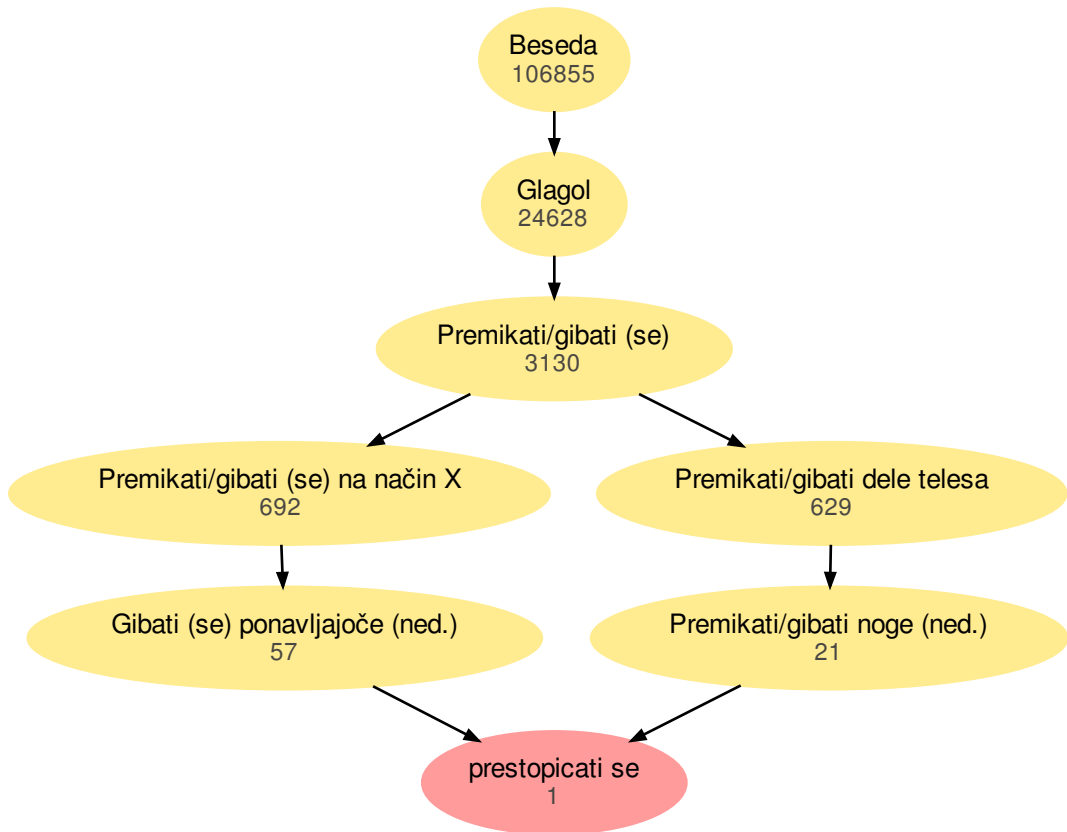 Beseda
106855
Glagol
24628
Premikati/gibati (se)
3130
Premikati/gibati (se) na način X
692
Premikati/gibati dele telesa
629
Gibati (se) ponavljajoče (ned.)
57
Premikati/gibati noge (ned.)
21
prestopicati se
1